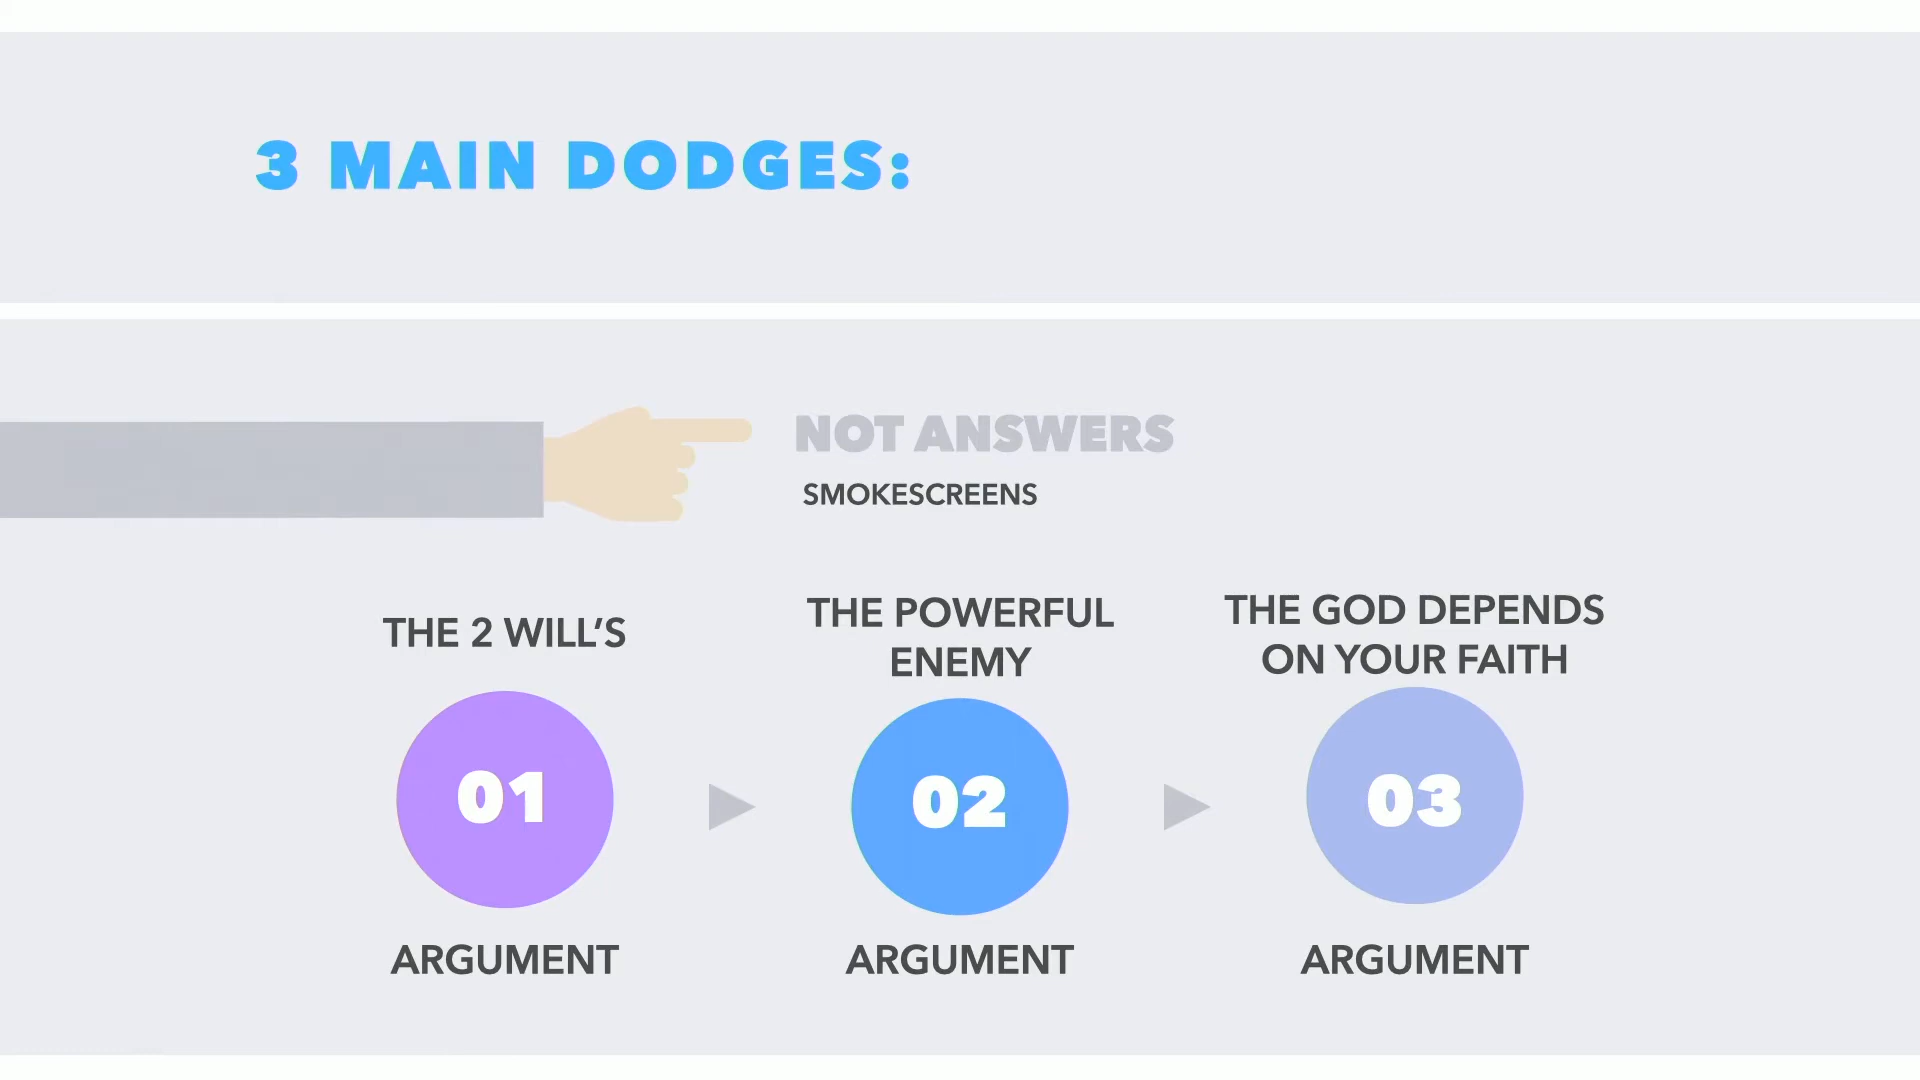 3 MAIN DODGES:
NOT ANSWERS
SMOKESCREENS
THE 2 WILL’S
01
ARGUMENT
THE POWERFUL
ENEMY
02
ARGUMENT
THE GOD DEPENDS
ON YOUR FAITH
03
ARGUMENT